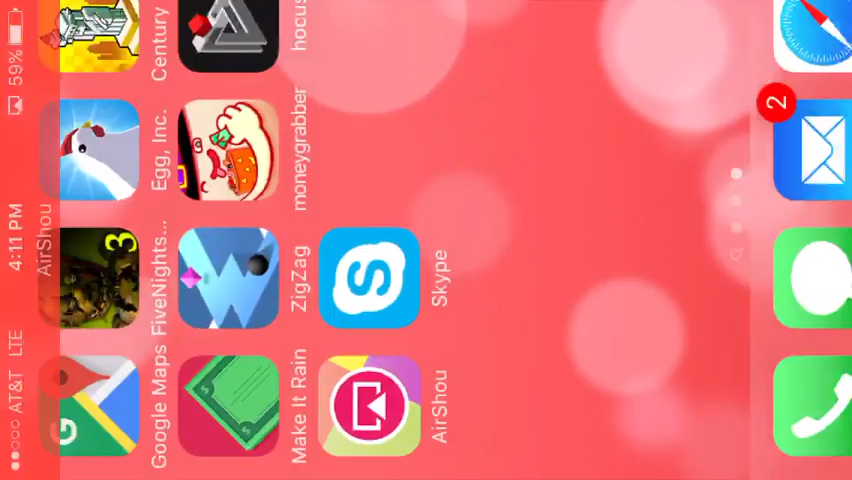 AT&T LTE 4:11 PM 59%
AirShou
Google Maps FiveNights... Egg, Inc. Century
Make It Rain ZigZag moneygrabber hocus
AirShou Skype
3
2